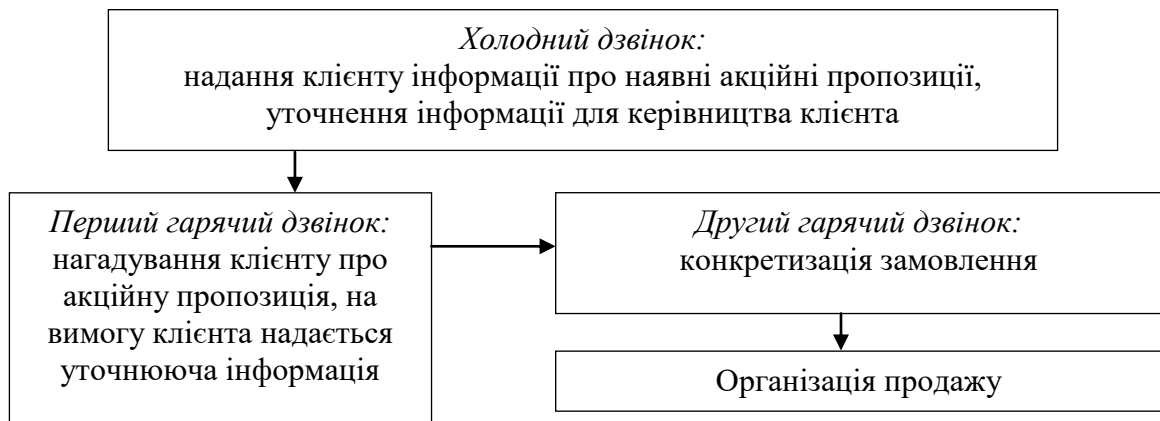 Холодний дзвінок:
надання клієнту інформації про наявні акційні пропозиції,
уточнення інформації для керівництва клієнта
Перший гарячий дзвінок:
нагадування клієнту про
акційну пропозиція, на
вимогу клієнта надається
уточнююча інформація
Другий гарячий дзвінок:
конкретизація замовлення
Організація продажу